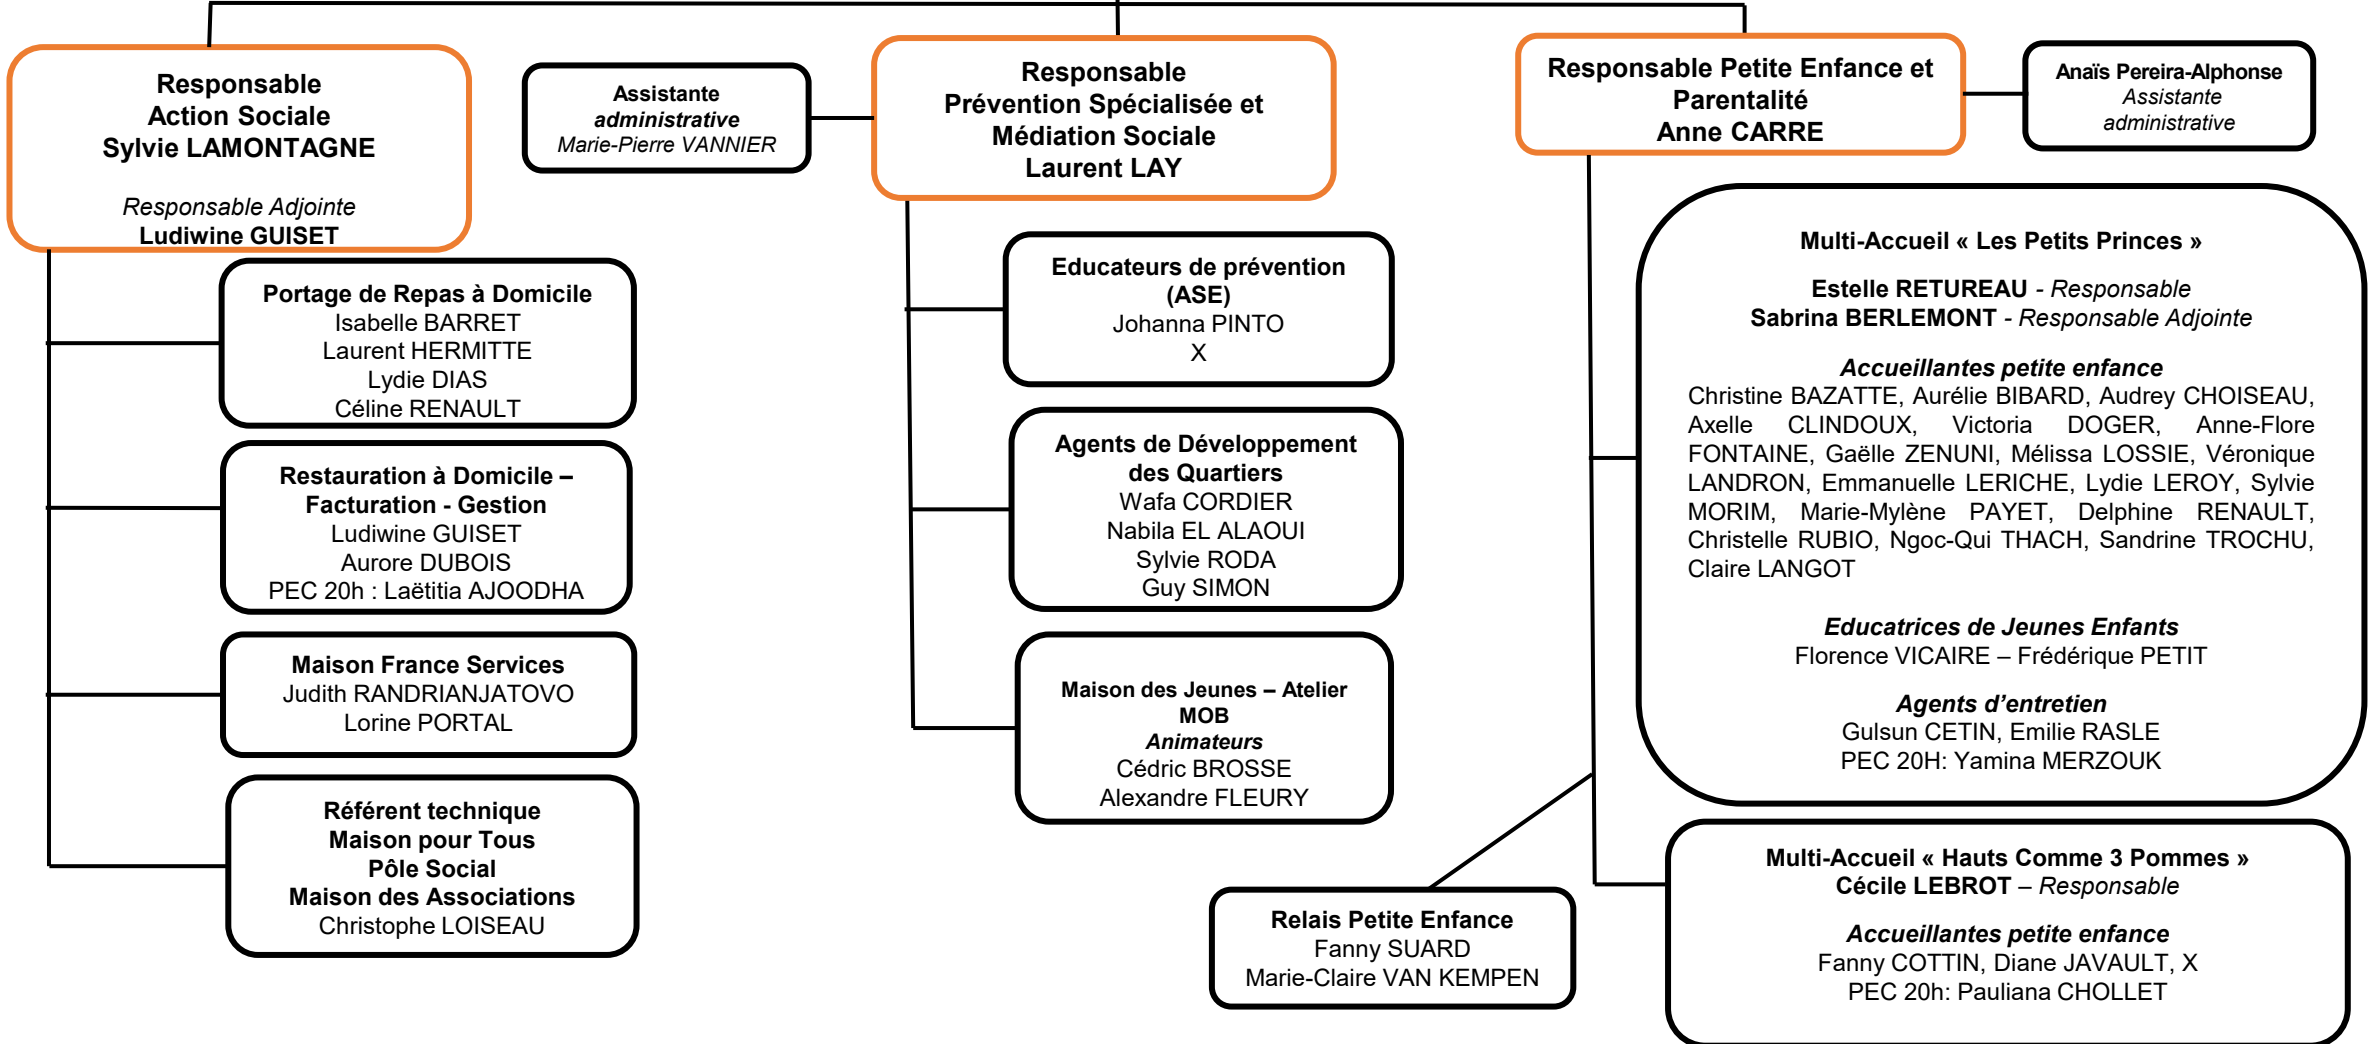 Responsable
Action Sociale
Sylvie LAMONTAGNE
Responsable Adjointe
Ludiwine GUISET
Portage de Repas à Domicile
Isabelle BARRET
Laurent HERMITTE
Lydie DIAS
Céline RENAULT
Restauration à Domicile –
Facturation - Gestion
Ludiwine GUISET
Aurore DUBOIS
PEC 20h : Laëtitia AJOODHA
Maison France Services
Judith RANDRIANJATOVO
Lorine PORTAL
Référent technique
Maison pour Tous
Pôle Social
Maison des Associations
Christophe LOISEAU
Assistante
administrative
Marie-Pierre VANNIER
Responsable
Prévention Spécialisée et
Médiation Sociale
Laurent LAY
Educateurs de prévention
(ASE)
Johanna PINTO
X
Agents de Développement
des Quartiers
Wafa CORDIER
Nabila EL ALAOUI
Sylvie RODA
Guy SIMON
Maison des Jeunes – Atelier
MOB
Animateurs
Cédric BROSSE
Alexandre FLEURY
Responsable Petite Enfance et
Parentalité
Anne CARRE
Anaïs Pereira-Alphonse
Assistante
administrative
Multi-Accueil « Les Petits Princes »
Estelle RETUREAU - Responsable
Sabrina BERLEMONT - Responsable Adjointe
Accueillantes petite enfance
Christine BAZATTE, Aurélie BIBARD, Audrey CHOISEAU,
Axelle CLINDOUX, Victoria DOGER, Anne-Flore
FONTAINE, Gaëlle ZENUNI, Mélissa LOSSIE, Véronique
LANDRON, Emmanuelle LERICHE, Lydie LEROY, Sylvie
MORIM, Marie-Mylène PAYET, Delphine RENAULT,
Christelle RUBIO, Ngoc-Qui THACH, Sandrine TROCHU,
Claire LANGOT
Educatrices de Jeunes Enfants
Florence VICAIRE – Frédérique PETIT
Agents d’entretien
Gulsun CETIN, Emilie RASLE
PEC 20H: Yamina MERZOUK
Relais Petite Enfance
Fanny SUARD
Marie-Claire VAN KEMPEN
Multi-Accueil « Hauts Comme 3 Pommes »
Cécile LEBROT – Responsable
Accueillantes petite enfance
Fanny COTTIN, Diane JAVAULT, X
PEC 20h: Pauliana CHOLLET